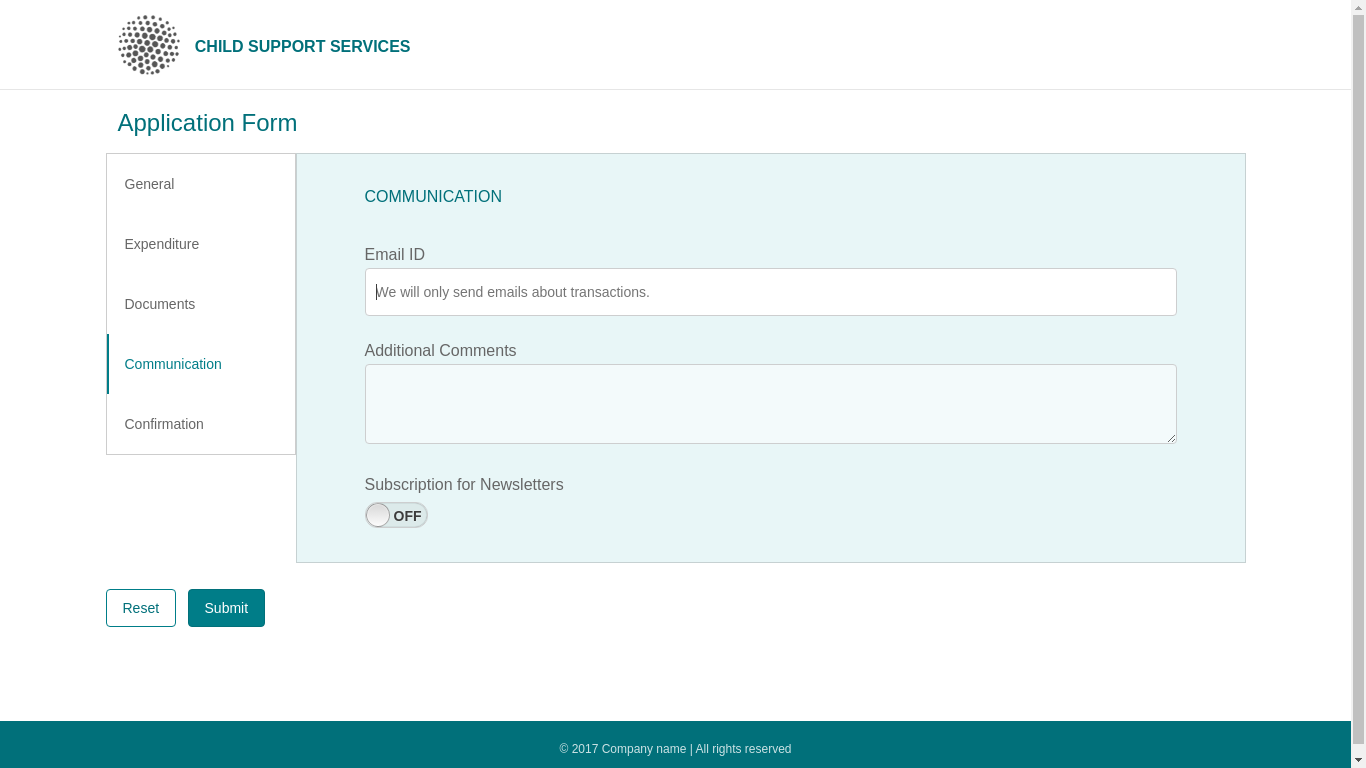 CHILD SUPPORT SERVICES
Application Form
General
Expenditure
Documents
Communication
Confirmation
COMMUNICATION
Email ID
We will only send emails about transactions.
Additional Comments
Subscription for Newsletters
OFF
Reset
Submit
© 2017 Company name | All rights reserved